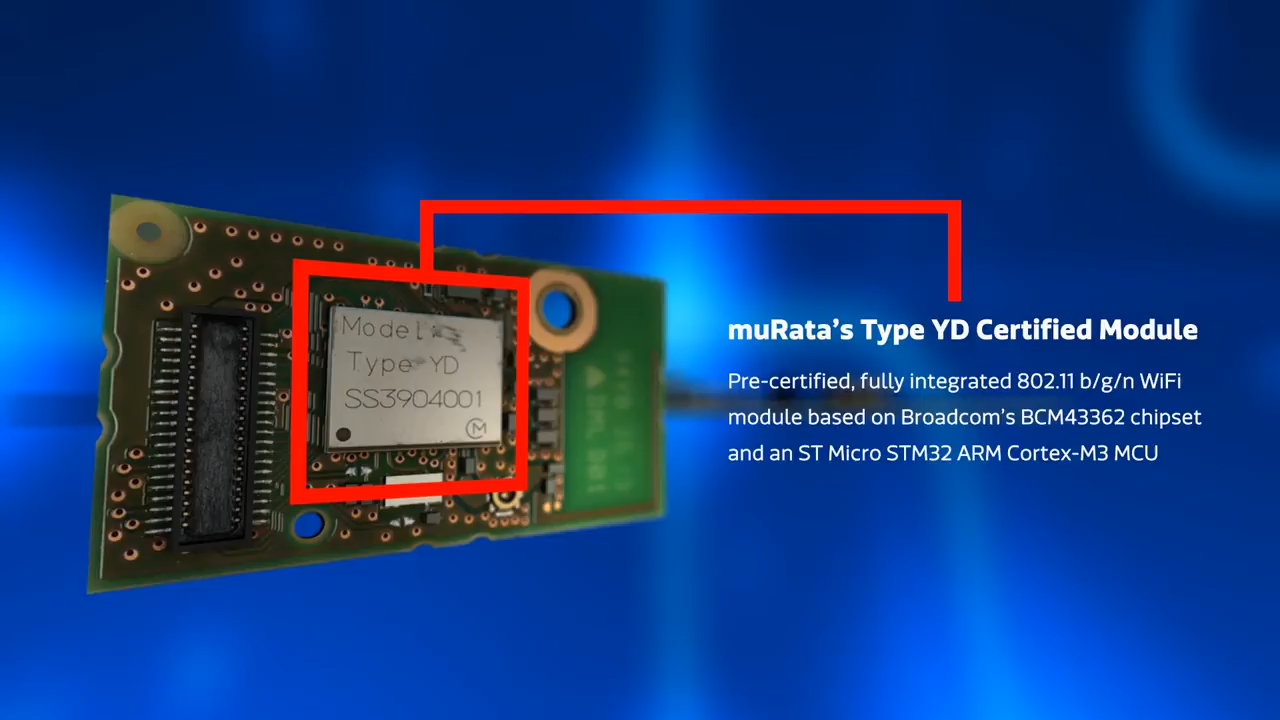 Model
Type YD
SS3904001
muRata's Type YD Certified Module
Pre-certified, fully integrated 802.11 b/g/n WiFi
module based on Broadcom's BCM43362 chipset
and an ST Micro STM32 ARM Cortex-M3 MCU